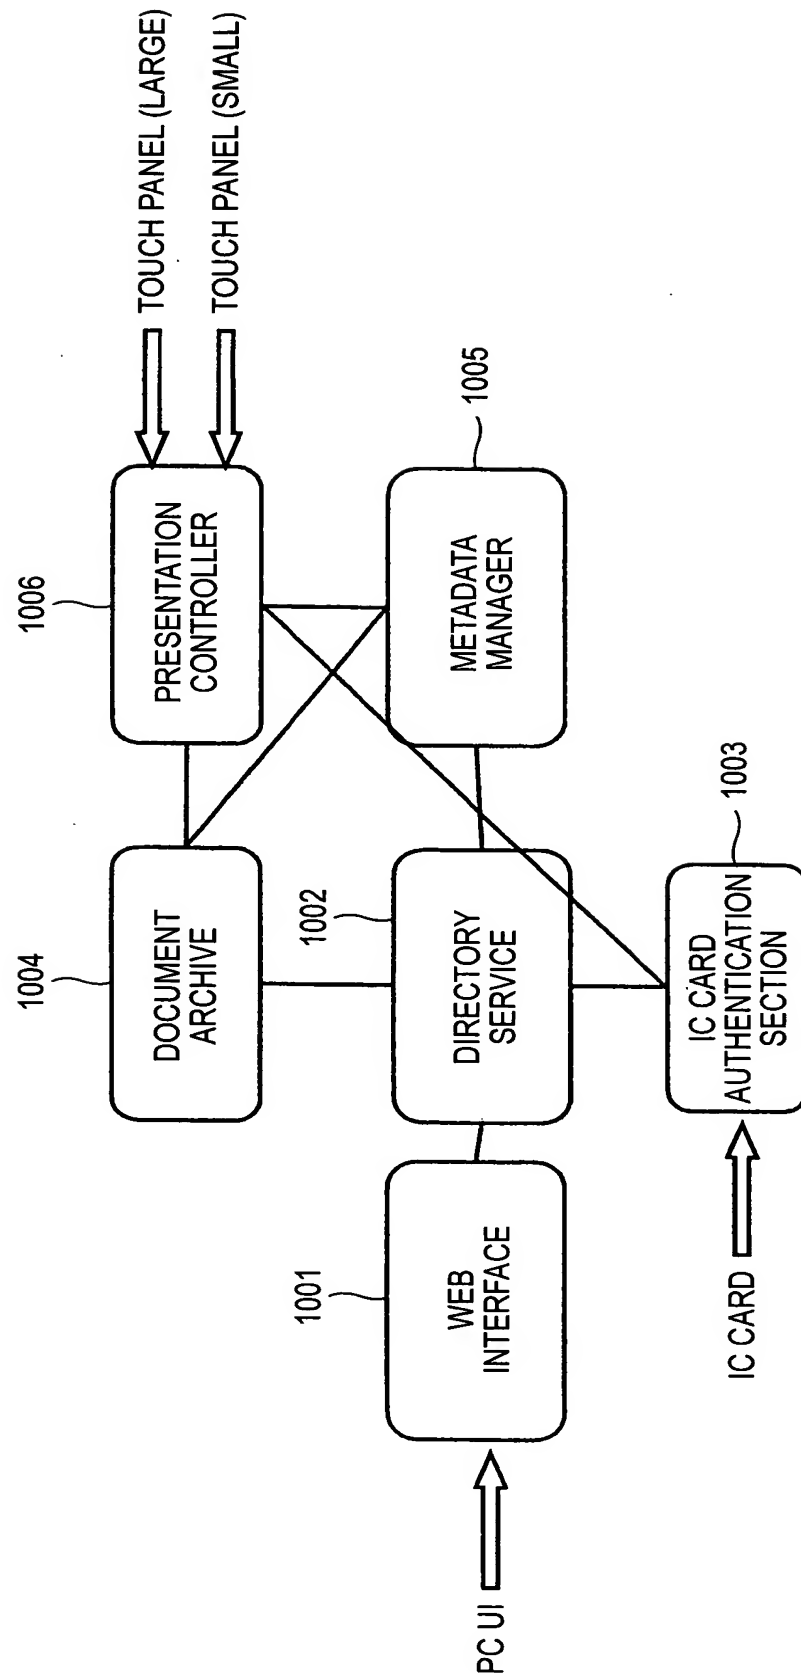 TOUCH PANEL (LARGE)
TOUCH PANEL (SMALL)
1006
PRESENTATION
CONTROLLER
1005
METADATA
MANAGER
1004
DOCUMENT
ARCHIVE
1002
DIRECTORY
SERVICE
1003
IC CARD
AUTHENTICATION
SECTION
1001
WEB
INTERFACE
IC CARD
PC UI